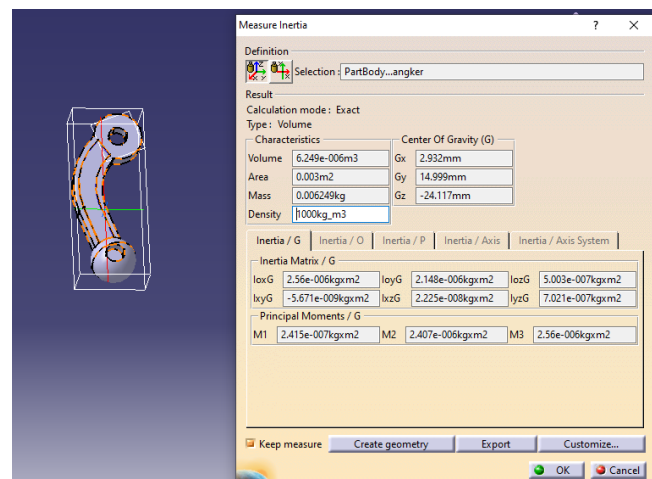 Measure Inertia ? X
Definition
Selection : PartBody...angker
Result
Calculation mode : Exact
Type : Volume
Characteristics Center Of Gravity (G)
Volume 6.249e-006m3 Gx 2.932mm
Area 0.003m2 Gy 14.999mm
Mass 0.006249kg Gz -24.117mm
Density 1000kg_m3
Inertia / G Inertia / O Inertia / P Inertia / Axis Inertia / Axis System
Inertia Matrix / G
IoxG 2.56e-006kgxm2 IoyG 2.148e-006kgxm2 IozG 5.003e-007kgxm2
IxyG -5.671e-009kgxm2 IxzG 2.225e-008kgxm2 IyzG 7.021e-007kgxm2
Principal Moments / G
M1 2.415e-007kgxm2 M2 2.407e-006kgxm2 M3 2.56e-006kgxm2
Keep measure Create geometry Export Customize...
OK Cancel